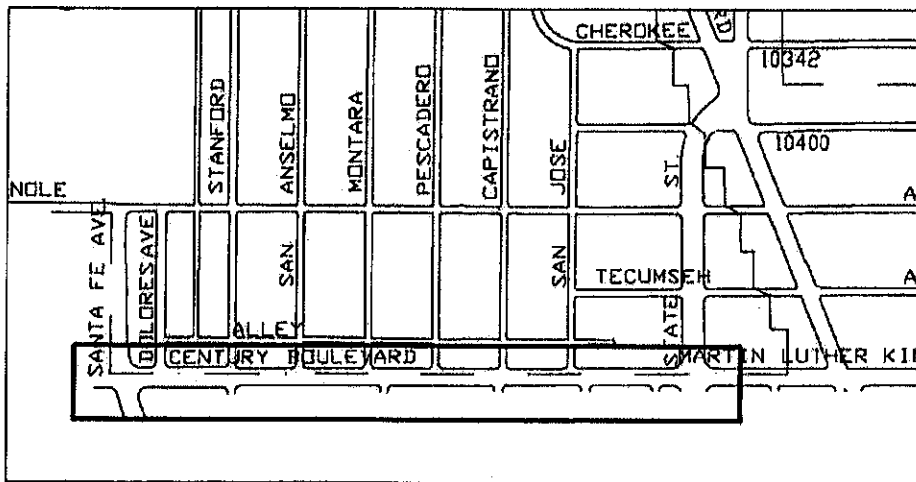 RD
CHEROKEE
10342
STANFORD
ANSELMO
MONTARA
PESCADERO
CAPISTRANO
JOSE
ST.
10400
NOLE
A
SANTA FE AVE.
DOLORES AVE
SAN
SAN
TECUMSEH
A
STATE
ALLEY
CENTURY BOULEVARD
MARTIN LUTHER KIN